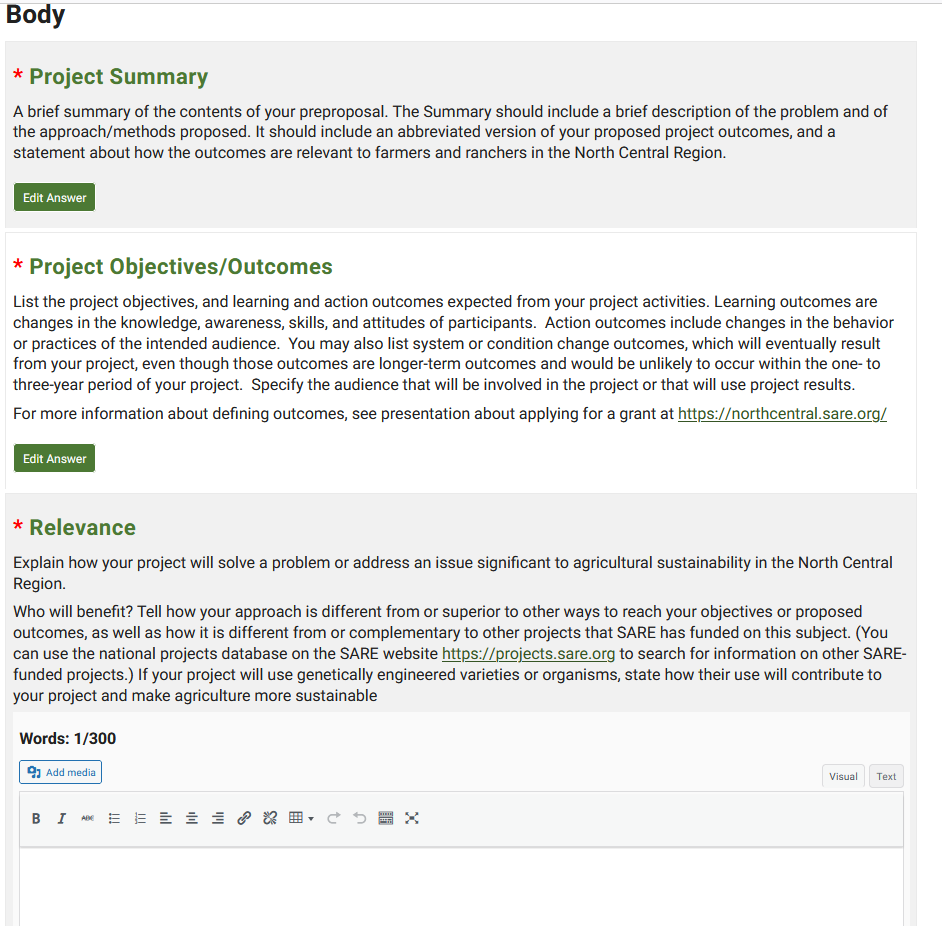 Body
* Project Summary
A brief summary of the contents of your preproposal. The Summary should include a brief description of the problem and of
the approach/methods proposed. It should include an abbreviated version of your proposed project outcomes, and a
statement about how the outcomes are relevant to farmers and ranchers in the North Central Region.
Edit Answer
* Project Objectives/Outcomes
List the project objectives, and learning and action outcomes expected from your project activities. Learning outcomes are
changes in the knowledge, awareness, skills, and attitudes of participants.  Action outcomes include changes in the behavior
or practices of the intended audience.  You may also list system or condition change outcomes, which will eventually result
from your project, even though those outcomes are longer-term outcomes and would be unlikely to occur within the one- to
three-year period of your project.  Specify the audience that will be involved in the project or that will use project results.
For more information about defining outcomes, see presentation about applying for a grant at https://northcentral.sare.org/
Edit Answer
* Relevance
Explain how your project will solve a problem or address an issue significant to agricultural sustainability in the North Central
Region.
Who will benefit? Tell how your approach is different from or superior to other ways to reach your objectives or proposed
outcomes, as well as how it is different from or complementary to other projects that SARE has funded on this subject. (You
can use the national projects database on the SARE website https://projects.sare.org to search for information on other SARE-
funded projects.) If your project will use genetically engineered varieties or organisms, state how their use will contribute to
your project and make agriculture more sustainable
Words: 1/300
Add media
Visual Text
B I ABC